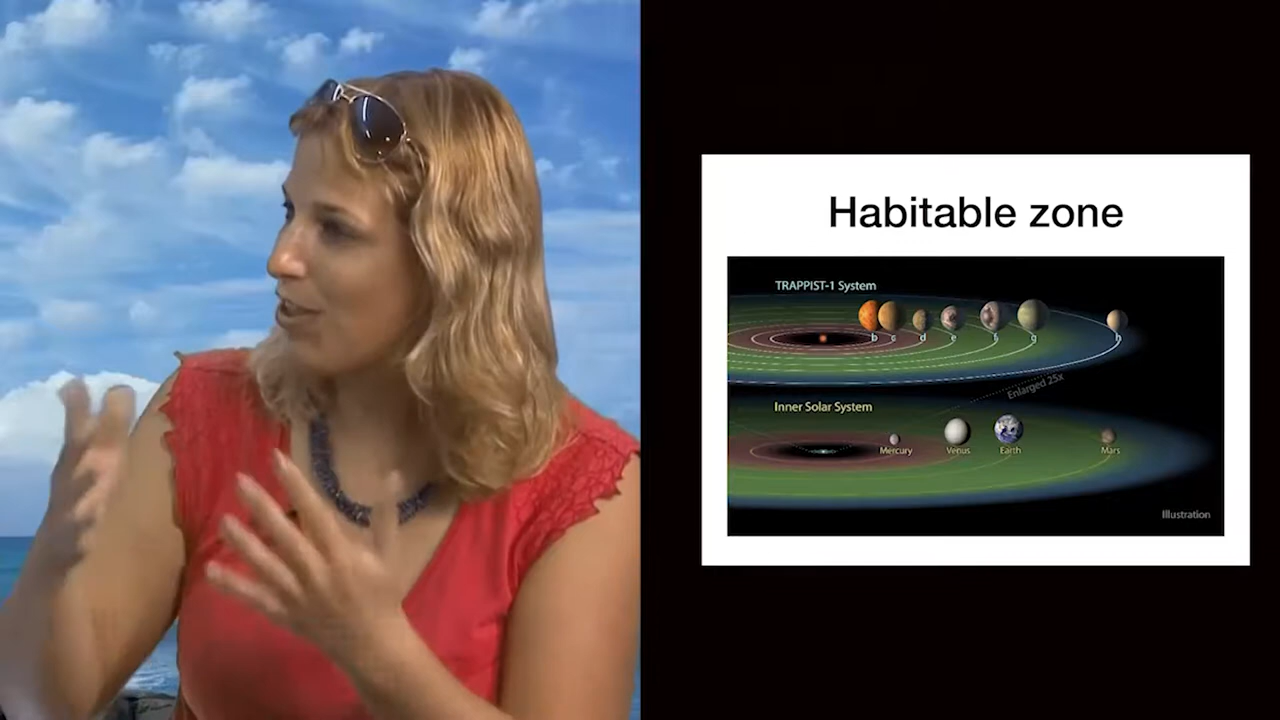 Habitable zone
TRAPPIST-1 System
b c d e f g h
Enlarged 25x
Inner Solar System
Mercury Venus Earth Mars
Illustration